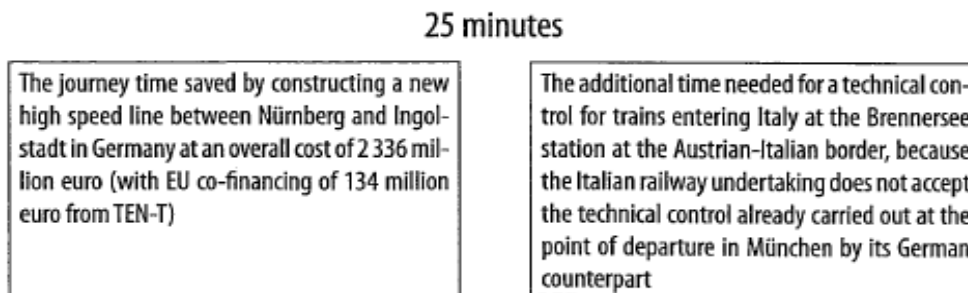 25 minutes
The journey time saved by constructing a new
high speed line between Nürnberg and Ingol-
stadt in Germany at an overall cost of 2 336 mil-
lion euro (with EU co-financing of 134 million
euro from TEN-T)
The additional time needed for a technical con-
trol for trains entering Italy at the Brennersee
station at the Austrian-Italian border, because
the Italian railway undertaking does not accept
the technical control already carried out at the
point of departure in München by its German
counterpart